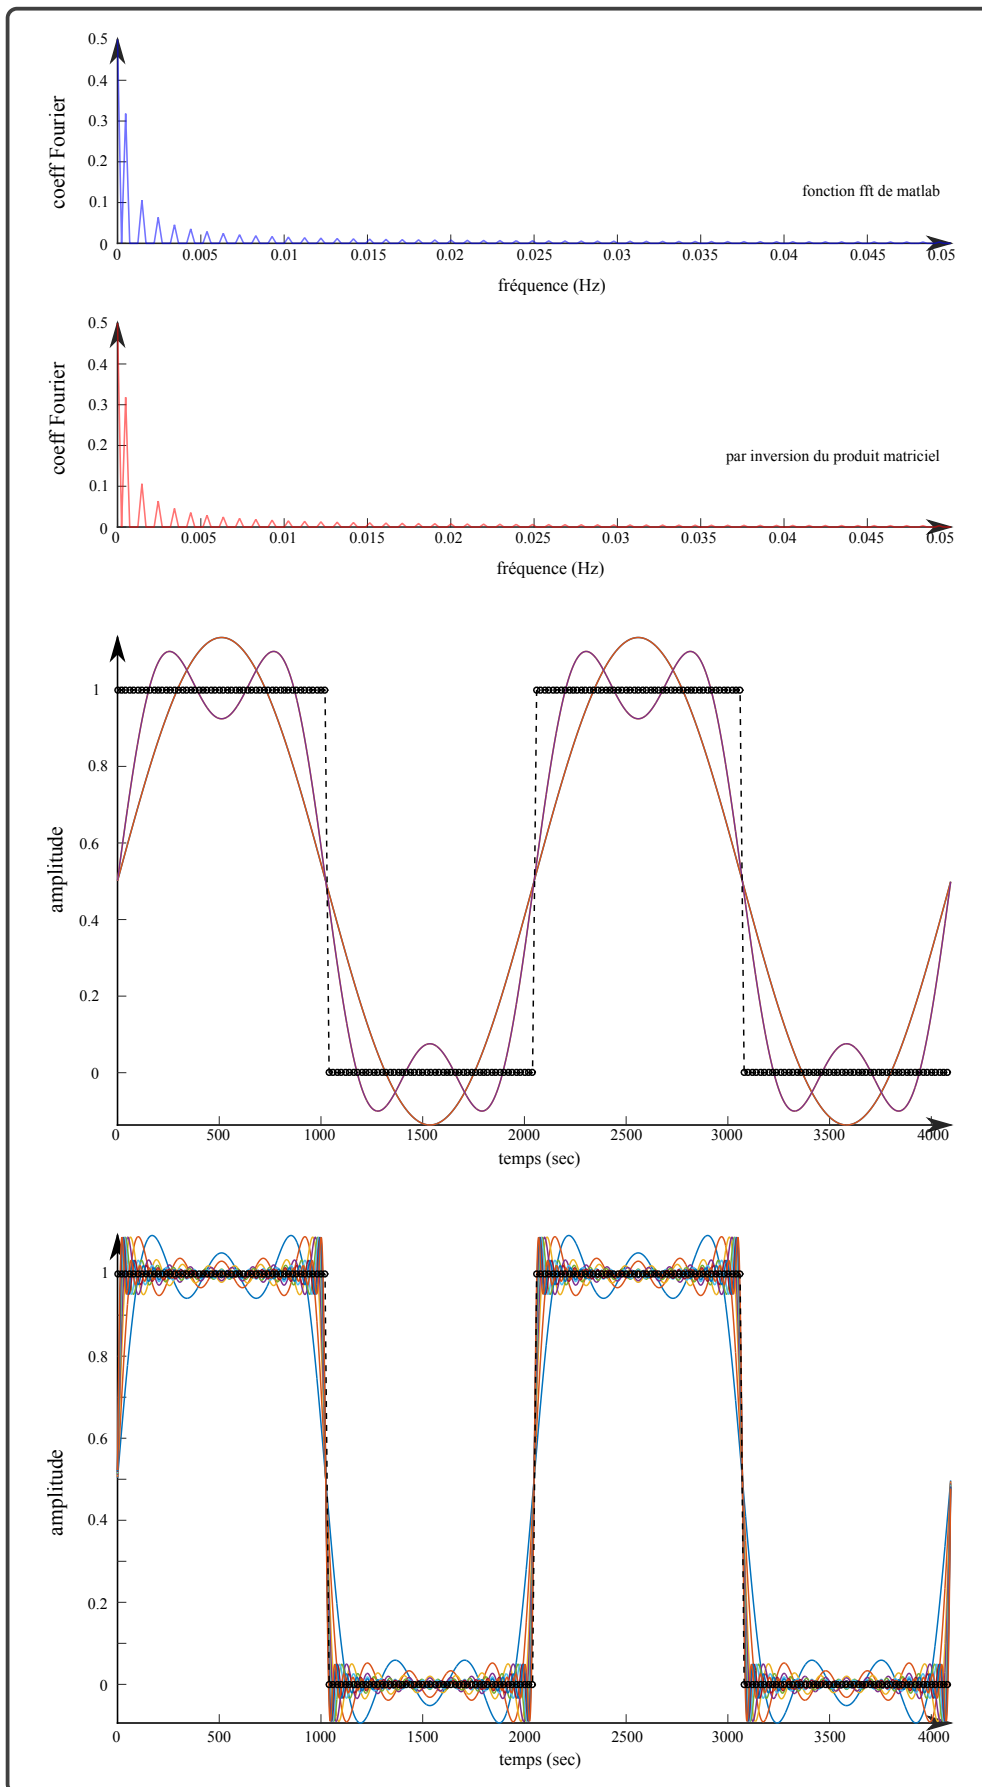 0.5
0.4
0.3
0.2
0.1
0
coeff Fourier
fonction fft de matlab
0 0.005 0.01 0.015 0.02 0.025 0.03 0.035 0.04 0.045 0.05
fréquence (Hz)
0.5
0.4
0.3
0.2
0.1
0
coeff Fourier
par inversion du produit matriciel
0 0.005 0.01 0.015 0.02 0.025 0.03 0.035 0.04 0.045 0.05
fréquence (Hz)
1
0.8
0.6
0.4
0.2
0
amplitude
0 500 1000 1500 2000 2500 3000 3500 4000
temps (sec)
1
0.8
0.6
0.4
0.2
0
amplitude
0 500 1000 1500 2000 2500 3000 3500 4000
temps (sec)